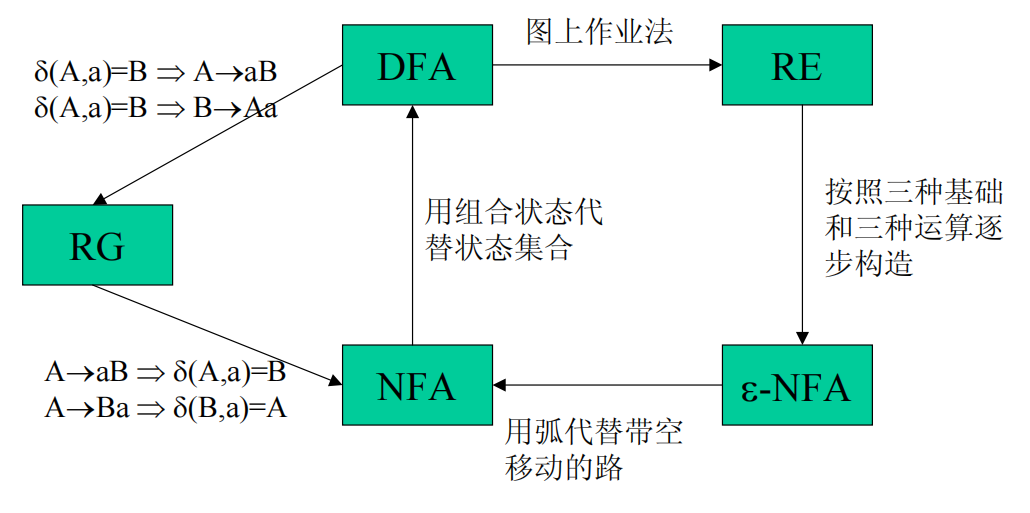 图上作业法
δ(A,a)=B ⇒ A→aB
δ(A,a)=B ⇒ B→Aa
DFA
RE
用组合状态代
替状态集合
按照三种基础
和三种运算逐
步构造
RG
A→aB ⇒ δ(A,a)=B
A→Ba ⇒ δ(B,a)=A
NFA
ε-NFA
用弧代替带空
移动的路